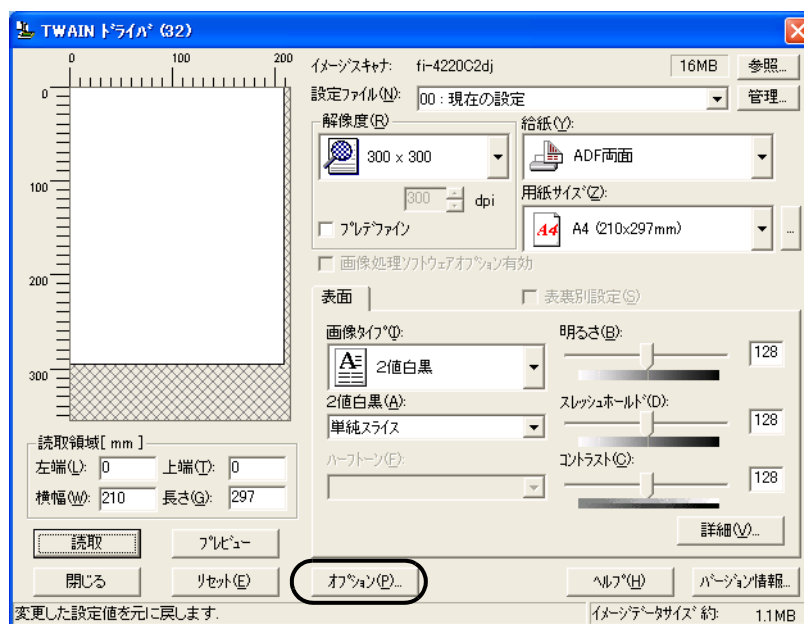 TWAIN ﾄﾞﾗｲﾊﾞ (32)
0 100 200
0
100
200
300
ｲﾒｰｼﾞｽｷｬﾅ: fi-4220C2dj 16MB 参照...
設定ﾌｧｲﾙ(N): 00 : 現在の設定 管理...
解像度(R)
300 x 300
300 dpi
ﾌﾟﾚﾃﾞﾌｧｲﾝ
給紙(Y):
ADF両面
用紙ｻｲｽﾞ(Z):
A4 A4 (210x297mm) ...
画像処理ｿﾌﾄｳｪｱｵﾌﾟｼｮﾝ有効
表面
表裏別設定(S)
画像ﾀｲﾌﾟ(I):
A 2値白黒
2値白黒(A):
単純ｽﾗｲｽ
ﾊｰﾌﾄｰﾝ(F):
明るさ(B):
128
ｽﾚｯｼｭﾎｰﾙﾄﾞ(D):
128
ｺﾝﾄﾗｽﾄ(C):
128
詳細(V)...
読取領域[ mm ]
左端(L): 0 上端(T): 0
横幅(W): 210 長さ(G): 297
読取 ﾌﾟﾚﾋﾞｭｰ
閉じる ﾘｾｯﾄ(E) ｵﾌﾟｼｮﾝ(P)... ﾍﾙﾌﾟ(H) ﾊﾞｰｼﾞｮﾝ情報...
変更した設定値を元に戻します. ｲﾒｰｼﾞﾃﾞｰﾀｻｲｽﾞ約: 1.1MB